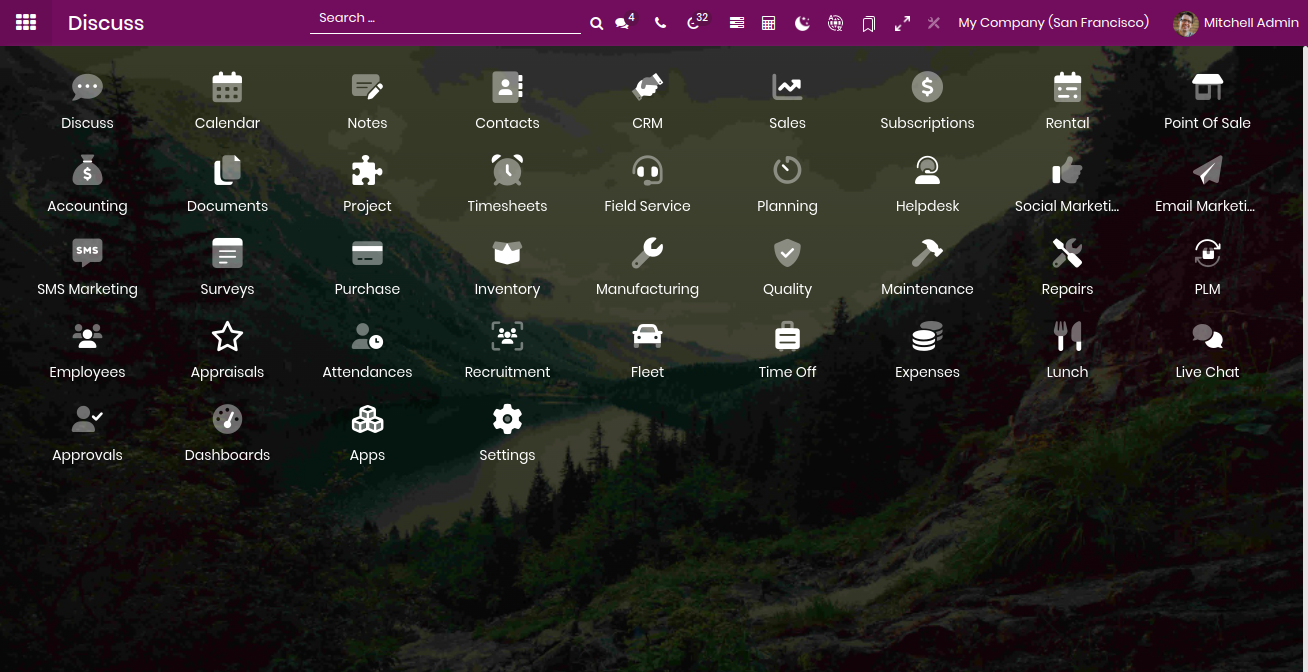 Discuss
Search ...
4
32
My Company (San Francisco)
Mitchell Admin
Discuss
Calendar
Notes
Contacts
CRM
Sales
Subscriptions
Rental
Point Of Sale
Accounting
Documents
Project
Timesheets
Field Service
Planning
Helpdesk
Social Marketi...
Email Marketi...
SMS
SMS Marketing
Surveys
Purchase
Inventory
Manufacturing
Quality
Maintenance
Repairs
PLM
Employees
Appraisals
Attendances
Recruitment
Fleet
Time Off
Expenses
Lunch
Live Chat
Approvals
Dashboards
Apps
Settings